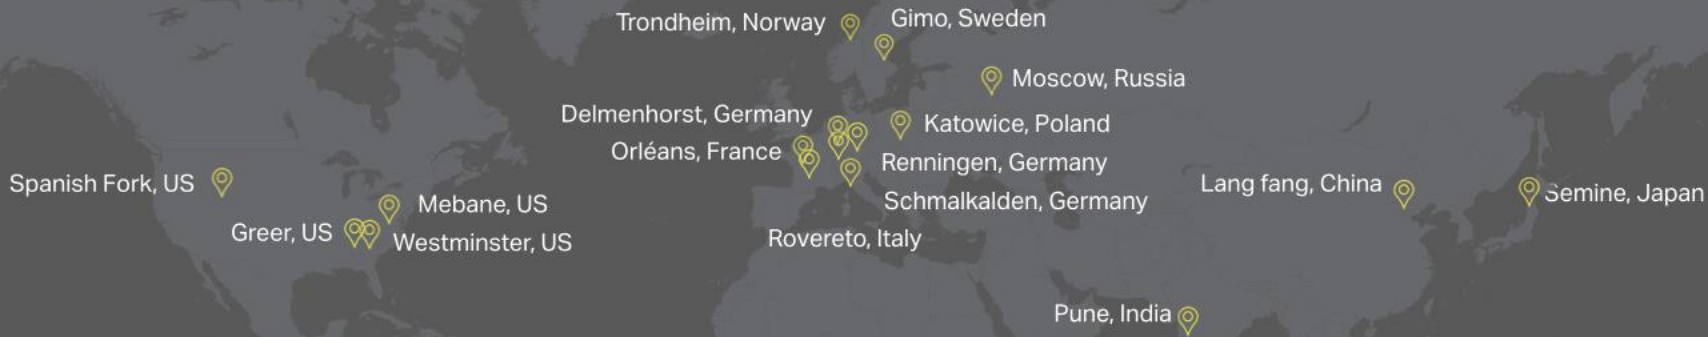 Trondheim, Norway
Gimo, Sweden
Moscow, Russia
Delmenhorst, Germany
Katowice, Poland
Orléans, France
Renningen, Germany
Spanish Fork, US
Lang fang, China
Semine, Japan
Mebane, US
Schmalkalden, Germany
Greer, US
Westminster, US
Rovereto, Italy
Pune, India